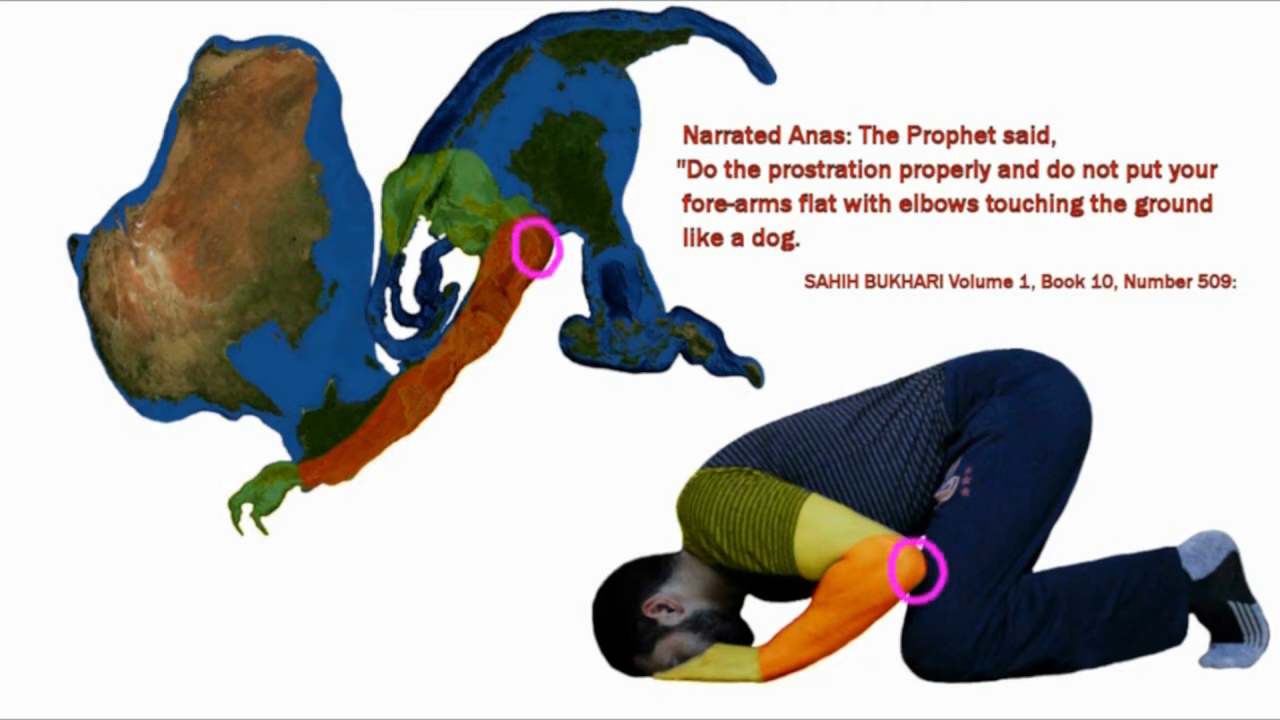 Narrated Anas: The Prophet said,
"Do the prostration properly and do not put your
fore-arms flat with elbows touching the ground
like a dog.
SAHIH BUKHARI Volume 1, Book 10, Number 509: